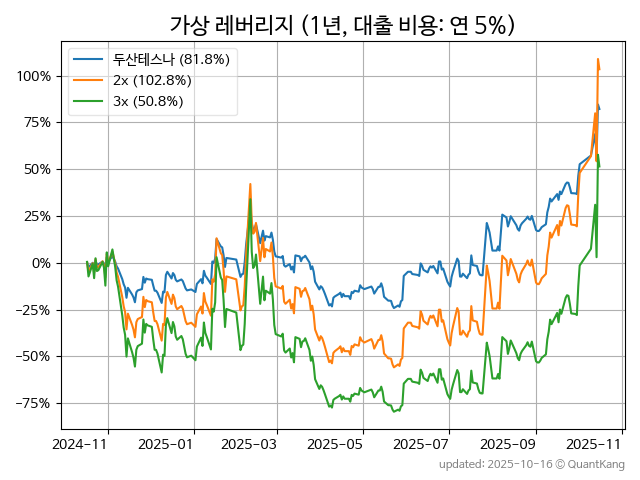 가상 레버리지 (1년, 대출 비용: 연 5%)
두산테스나 (81.8%)
2x (102.8%)
3x (50.8%)
100%
75%
50%
25%
0%
−25%
−50%
−75%
2024-11 2025-01 2025-03 2025-05 2025-07 2025-09 2025-11
updated: 2025-10-16 © QuantKang